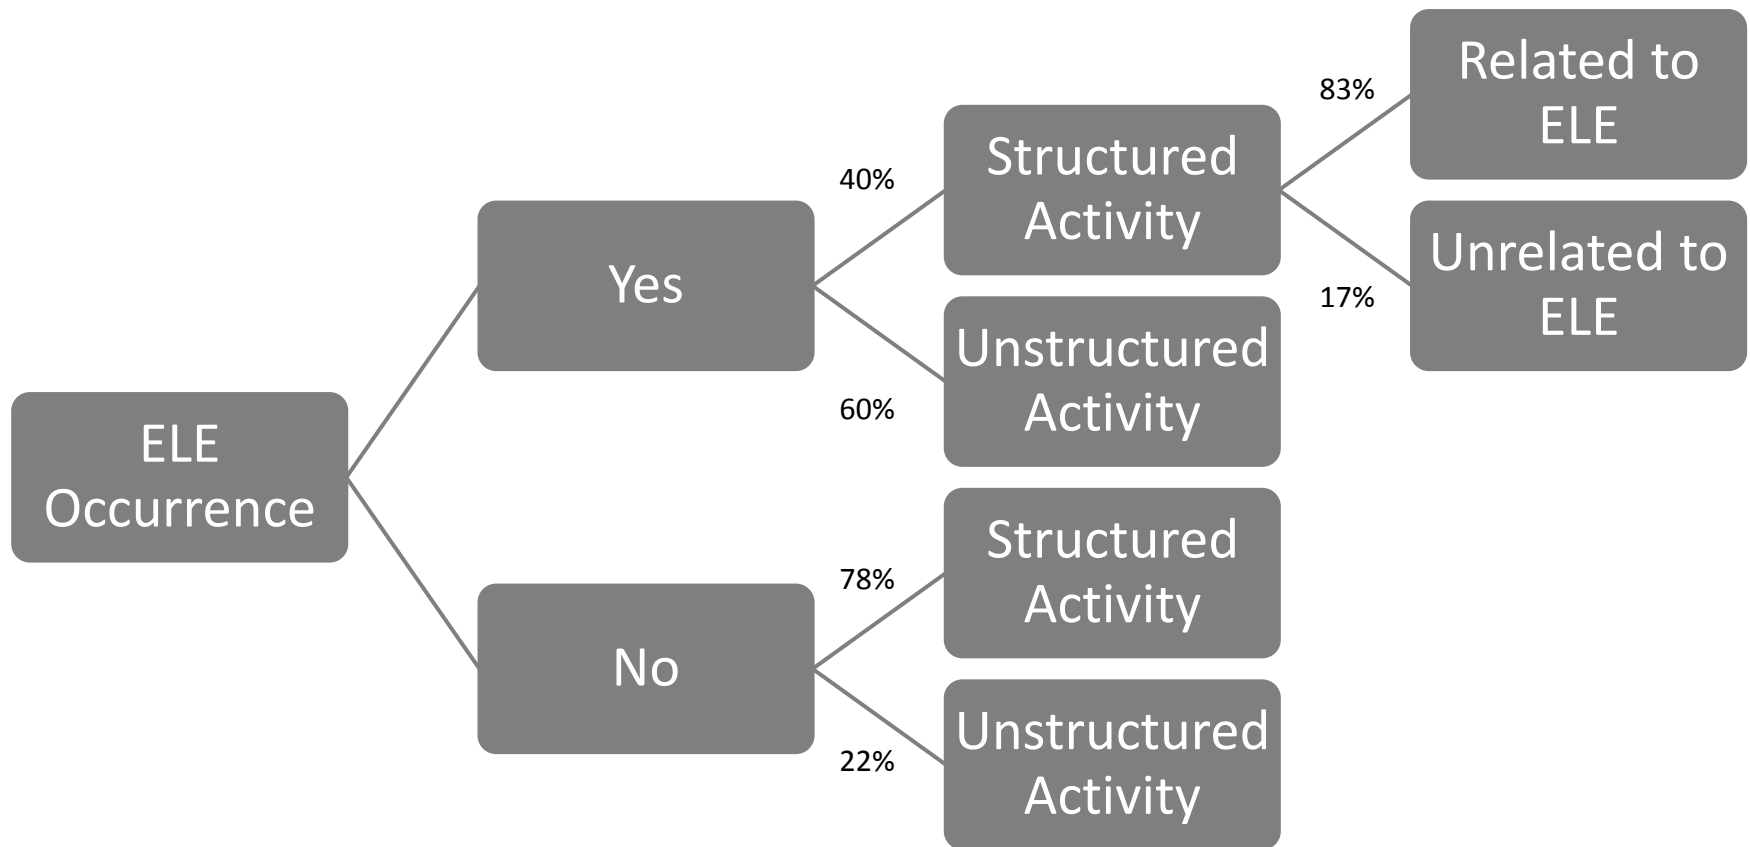 ELE
Occurrence
Yes
No
40%
60%
78%
22%
Structured
Activity
Unstructured
Activity
Structured
Activity
Unstructured
Activity
83%
17%
Related to
ELE
Unrelated to
ELE